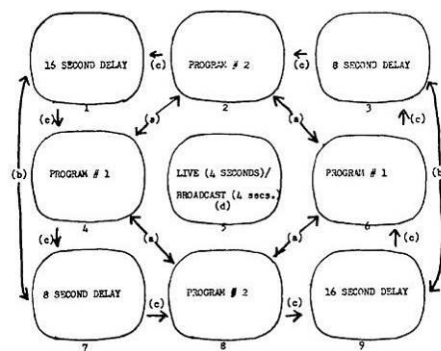 16 SECOND DELAY
(c)
PROGRAM # 2
(c)
8 SECOND DELAY
1
2
3
(c)
(a)
(a)
(c)
(b)
PROGRAM # 1
LIVE (4 SECONDS)/
BROADCAST (4 secs.)
(d)
PROGRAM # 1
(b)
4
5
6
(c)
(a)
(a)
(c)
8 SECOND DELAY
(c)
PROGRAM # 2
(c)
16 SECOND DELAY
7
8
9